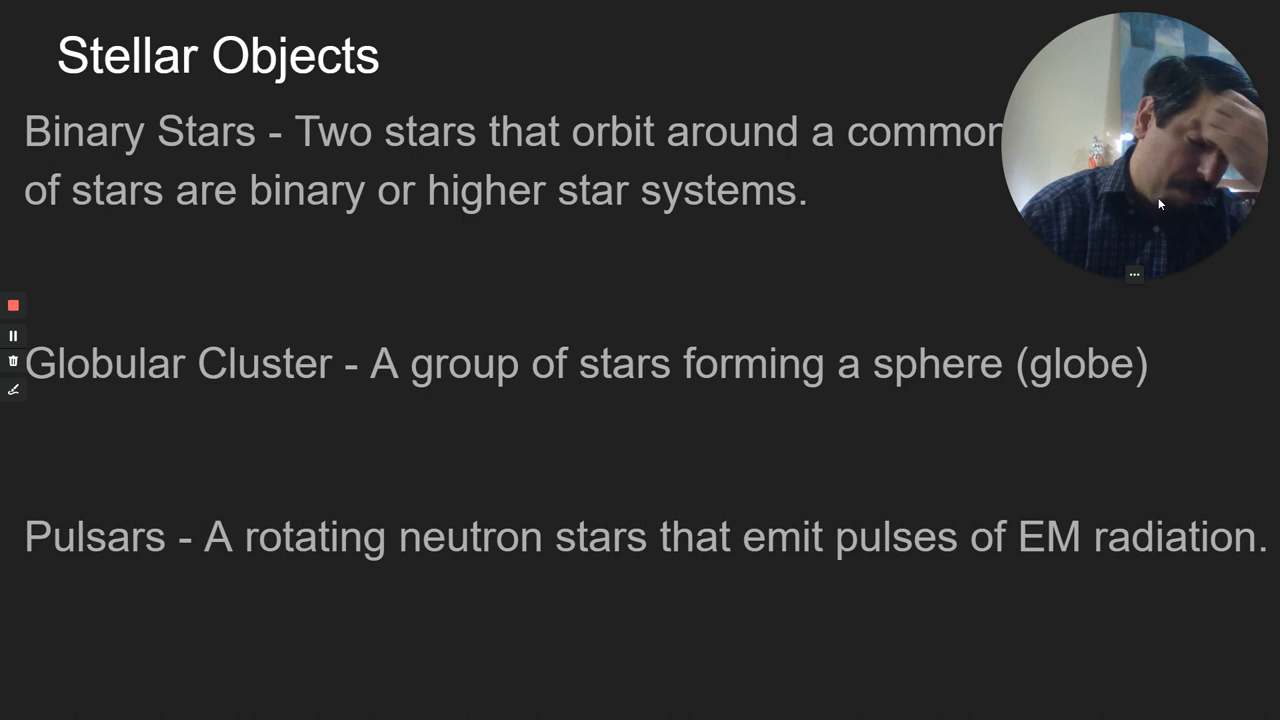 Stellar Objects
Binary Stars - Two stars that orbit around a common
of stars are binary or higher star systems.
Globular Cluster - A group of stars forming a sphere (globe)
Pulsars - A rotating neutron stars that emit pulses of EM radiation.